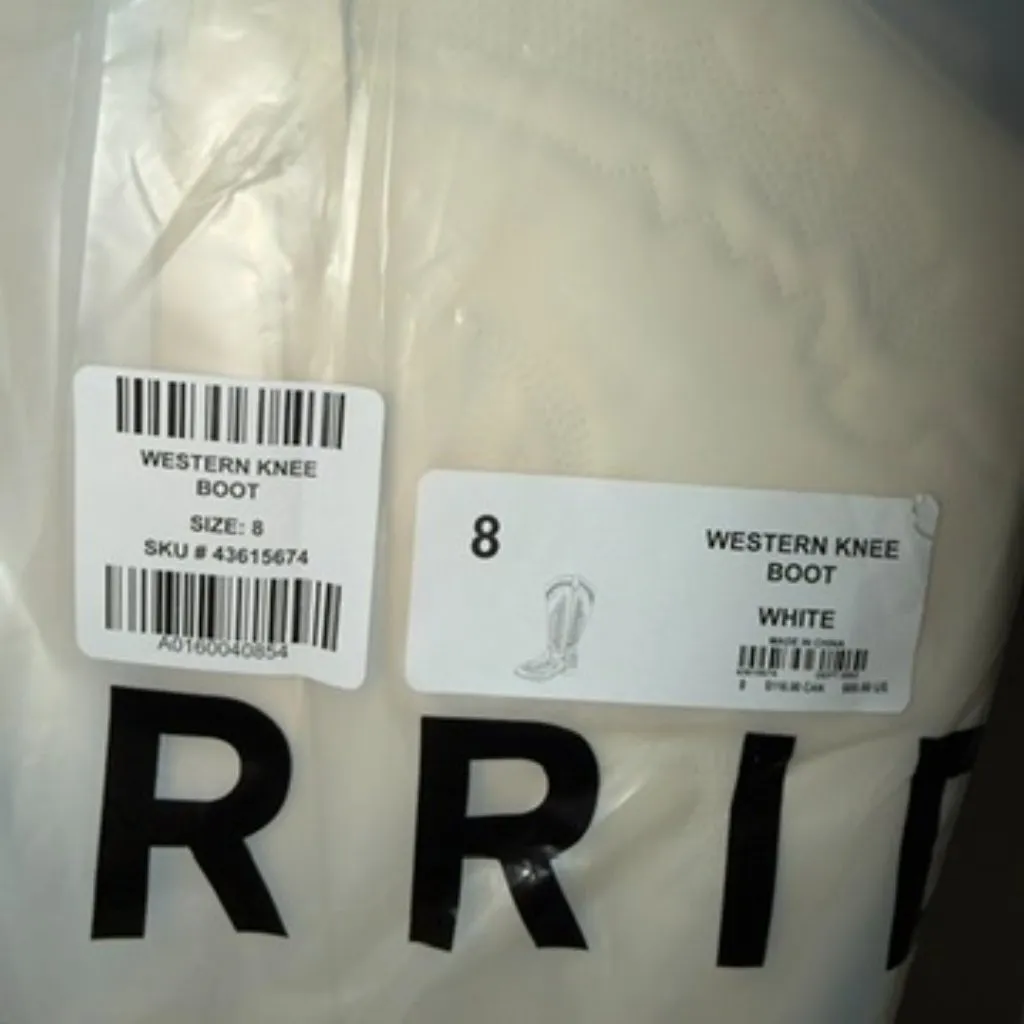 WESTERN KNEE
BOOT
SIZE: 8
SKU # 43615674
A0160040854
8
WESTERN KNEE
BOOT
WHITE
MADE IN CHINA
RRI